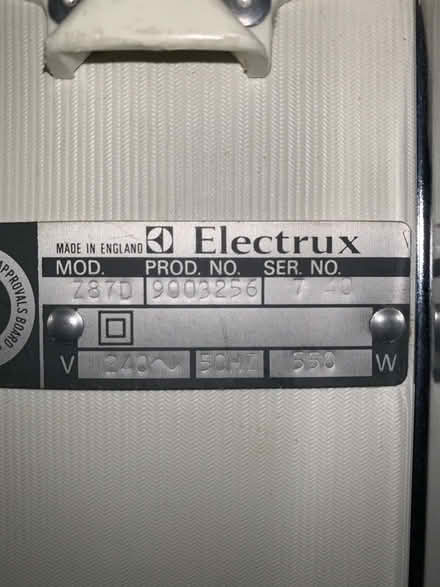 MADE IN ENGLAND Electrux
MOD. PROD. NO. SER. NO.
Z87D 9003256 7 40
V 240~ 50HZ 550 W
APPROVALS BOARD